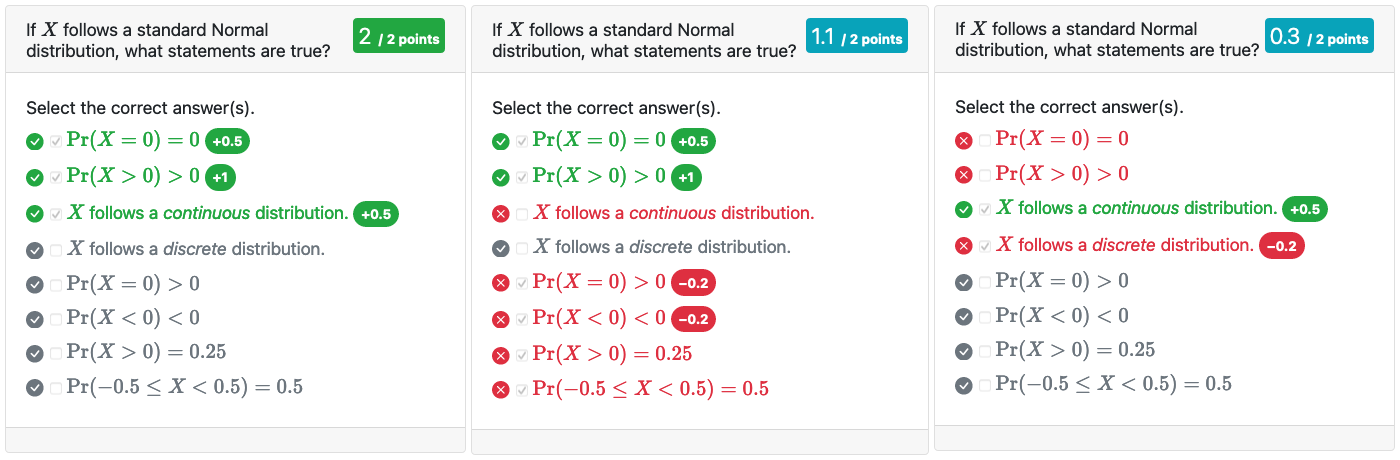 If X follows a standard Normal
distribution, what statements are true?
2 / 2 points
Select the correct answer(s).
Pr(X = 0) = 0 +0.5
Pr(X > 0) > 0 +1
X follows a continuous distribution. +0.5
X follows a discrete distribution.
Pr(X = 0) > 0
Pr(X < 0) < 0
Pr(X > 0) = 0.25
Pr(−0.5 ≤ X < 0.5) = 0.5
If X follows a standard Normal
distribution, what statements are true?
1.1 / 2 points
Select the correct answer(s).
Pr(X = 0) = 0 +0.5
Pr(X > 0) > 0 +1
X follows a continuous distribution.
X follows a discrete distribution.
Pr(X = 0) > 0 −0.2
Pr(X < 0) < 0 −0.2
Pr(X > 0) = 0.25
Pr(−0.5 ≤ X < 0.5) = 0.5
If X follows a standard Normal
distribution, what statements are true?
0.3 / 2 points
Select the correct answer(s).
Pr(X = 0) = 0
Pr(X > 0) > 0
X follows a continuous distribution. +0.5
X follows a discrete distribution. −0.2
Pr(X = 0) > 0
Pr(X < 0) < 0
Pr(X > 0) = 0.25
Pr(−0.5 ≤ X < 0.5) = 0.5